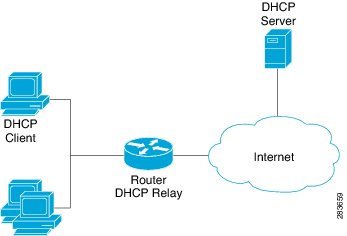 DHCP
Server
DHCP
Client
Router
DHCP Relay
Internet
283659